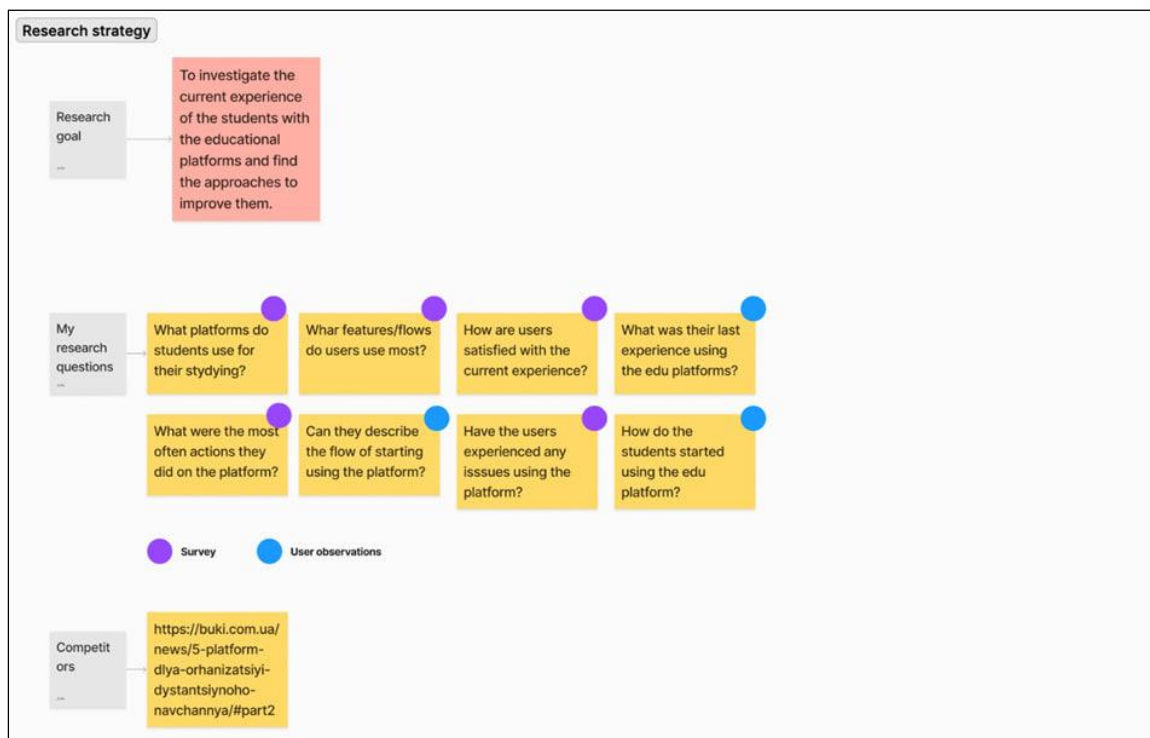 Research strategy
To investigate the
current experience
of the students with
the educational
platforms and find
the approaches to
improve them.
Research
goal
My
research
questions
What platforms do
students use for
their stydying?
Whar features/flows
do users use most?
How are users
satisfied with the
current experience?
What was their last
experience using
the edu platforms?
What were the most
often actions they
did on the platform?
Can they describe
the flow of starting
using the platform?
Have the users
experienced any
isssues using the
platform?
How do the
students started
using the edu
platform?
Survey
User observations
Competit
ors
https://buki.com.ua/
news/5-platform-
dlya-orhanizatsiyi-
dystantsiynoho-
navchannya/#part2